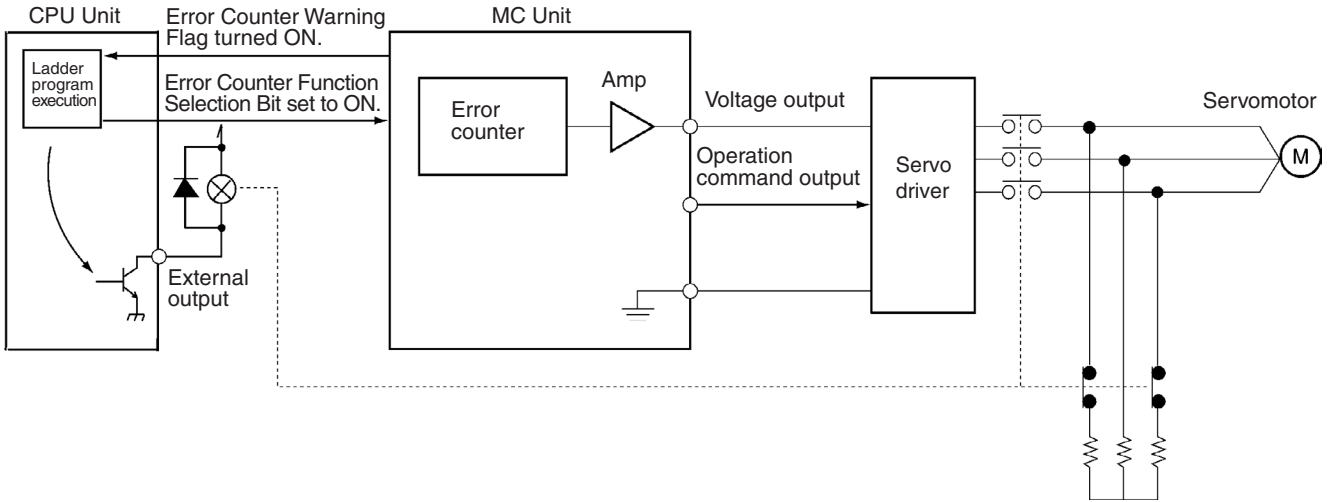 CPU Unit
Error Counter Warning
Flag turned ON.
MC Unit
Ladder
program
execution
Error Counter Function
Selection Bit set to ON.
Error
counter
Amp
Voltage output
Operation
command output
Servo
driver
Servomotor
M
External
output